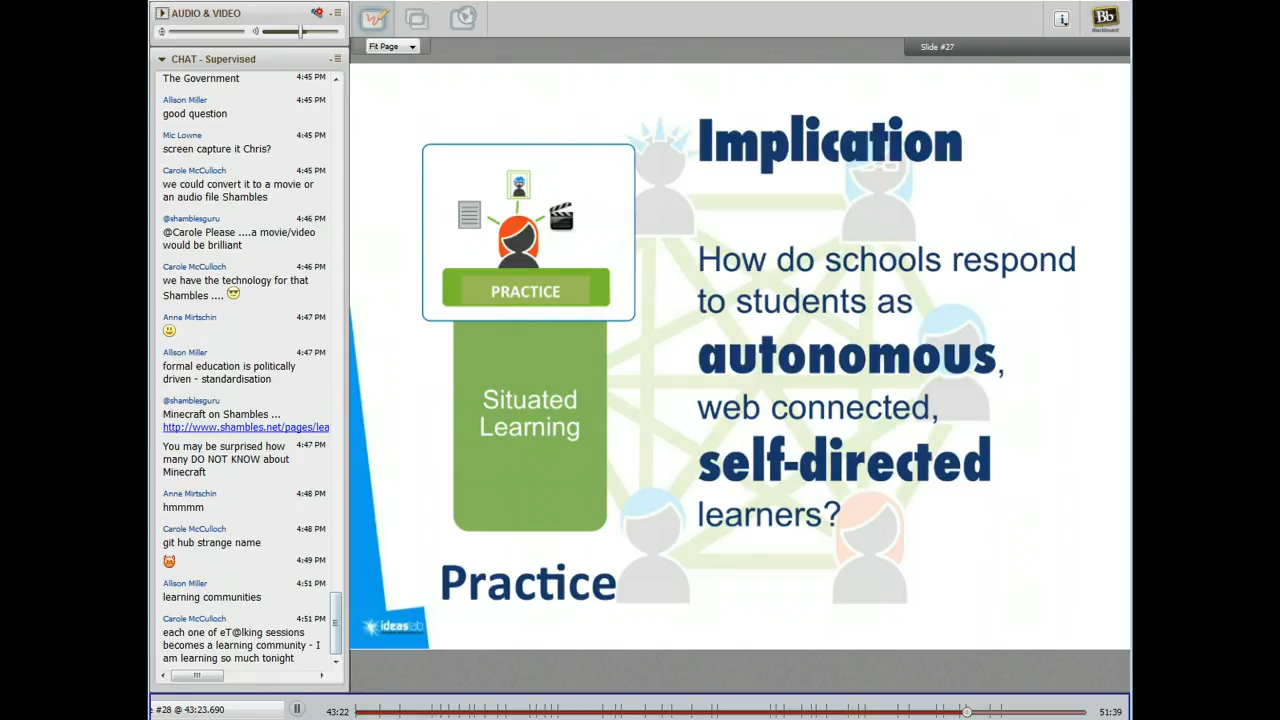 AUDIO & VIDEO
CHAT - Supervised
The Government 4:45 PM
Allison Miller 4:45 PM
good question
Mic Lowne 4:45 PM
screen capture it Chris?
Carole McCulloch 4:45 PM
we could convert it to a movie or
an audio file Shambles
@shamblesguru 4:46 PM
@Carole Please ....a movie/video
would be brilliant
Carole McCulloch 4:46 PM
we have the technology for that
Shambles ....
Anne Mirtschin 4:47 PM
Allison Miller 4:47 PM
formal education is politically
driven - standardisation
@shamblesguru
Minecraft on Shambles ...
http://www.shambles.net/pages/lea
You may be surprised how 4:47 PM
many DO NOT KNOW about
Minecraft
Anne Mirtschin 4:48 PM
hmmmm
Carole McCulloch 4:48 PM
git hub strange name
4:49 PM
Allison Miller 4:51 PM
learning communities
Carole McCulloch 4:51 PM
each one of eT@lking sessions
becomes a learning community - I
am learning so much tonight
#28 @ 43:23.690
Fit Page
Bb
Blackboard
Slide #27
PRACTICE
Situated
Learning
Practice
ideaslab
Implication
How do schools respond
to students as
autonomous,
web connected,
self-directed
learners?
43:22
51:39